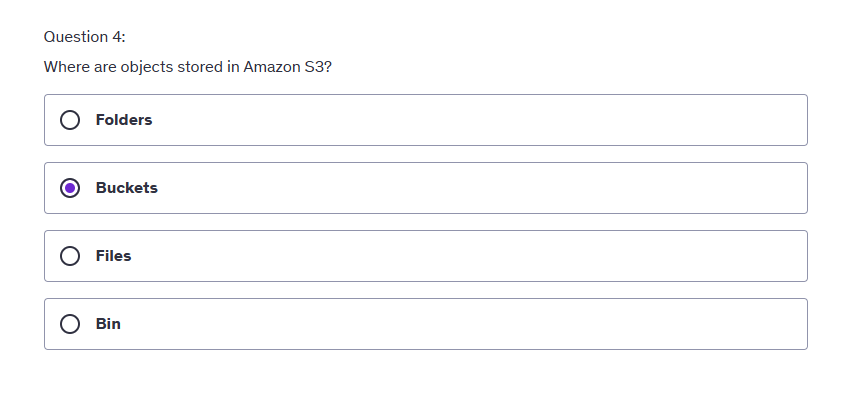 Question 4:
Where are objects stored in Amazon S3?
Folders
Buckets
Files
Bin